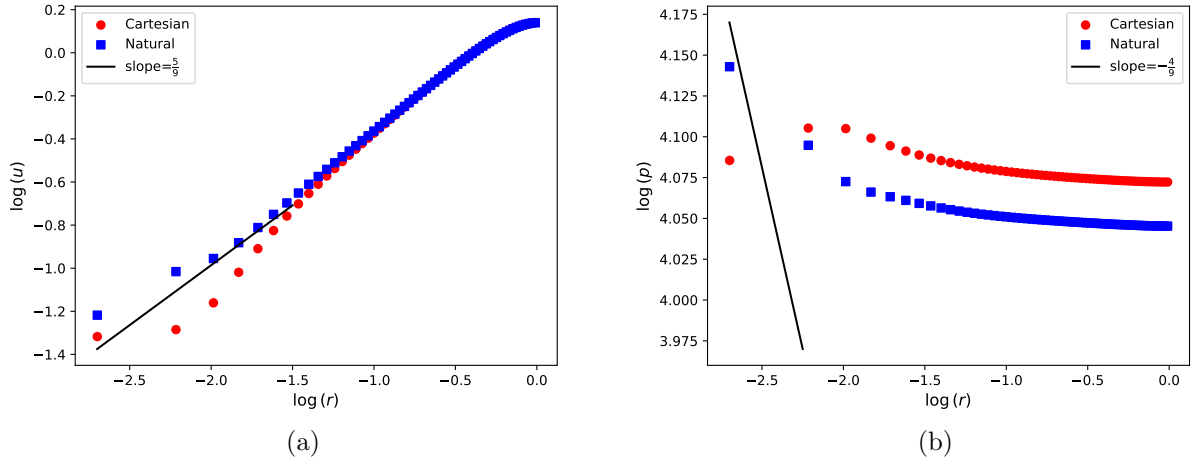 0.2
0.0
−0.2
−0.4
−0.6
−0.8
−1.0
−1.2
−1.4
log (u)
Cartesian
Natural
slope=5/9
−2.5 −2.0 −1.5 −1.0 −0.5 0.0
log (r)
(a)
4.175
4.150
4.125
4.100
4.075
4.050
4.025
4.000
3.975
log (p)
Cartesian
Natural
slope=−4/9
−2.5 −2.0 −1.5 −1.0 −0.5 0.0
log (r)
(b)